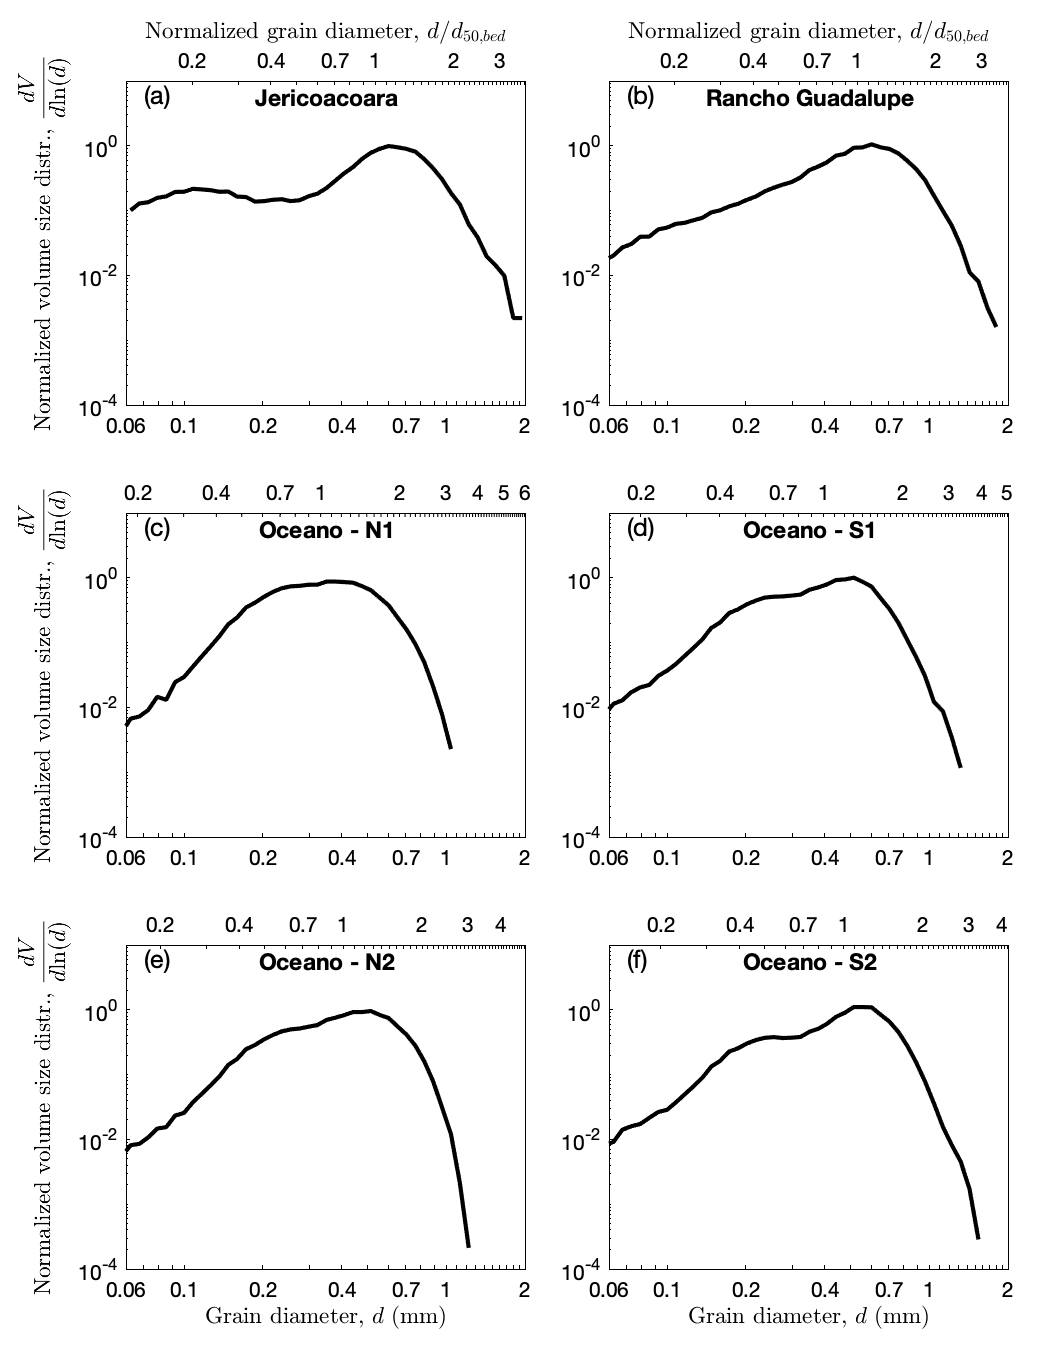 Normalized grain diameter, d/d50,bed
Normalized grain diameter, d/d50,bed
0.2 0.4 0.7 1 2 3
0.2 0.4 0.7 1 2 3
Normalized volume size distr., dV/dln(d)
(a) Jericoacoara
(b) Rancho Guadalupe
10^0
10^-2
10^-4
10^0
10^-2
10^-4
0.06 0.1 0.2 0.4 0.7 1 2
0.06 0.1 0.2 0.4 0.7 1 2
0.2 0.4 0.7 1 2 3 4 5 6
0.2 0.4 0.7 1 2 3 4 5
Normalized volume size distr., dV/dln(d)
(c) Oceano - N1
(d) Oceano - S1
10^0
10^-2
10^-4
10^0
10^-2
10^-4
0.06 0.1 0.2 0.4 0.7 1 2
0.06 0.1 0.2 0.4 0.7 1 2
0.2 0.4 0.7 1 2 3 4
0.2 0.4 0.7 1 2 3 4
Normalized volume size distr., dV/dln(d)
(e) Oceano - N2
(f) Oceano - S2
10^0
10^-2
10^-4
10^0
10^-2
10^-4
0.06 0.1 0.2 0.4 0.7 1 2
0.06 0.1 0.2 0.4 0.7 1 2
Grain diameter, d (mm)
Grain diameter, d (mm)